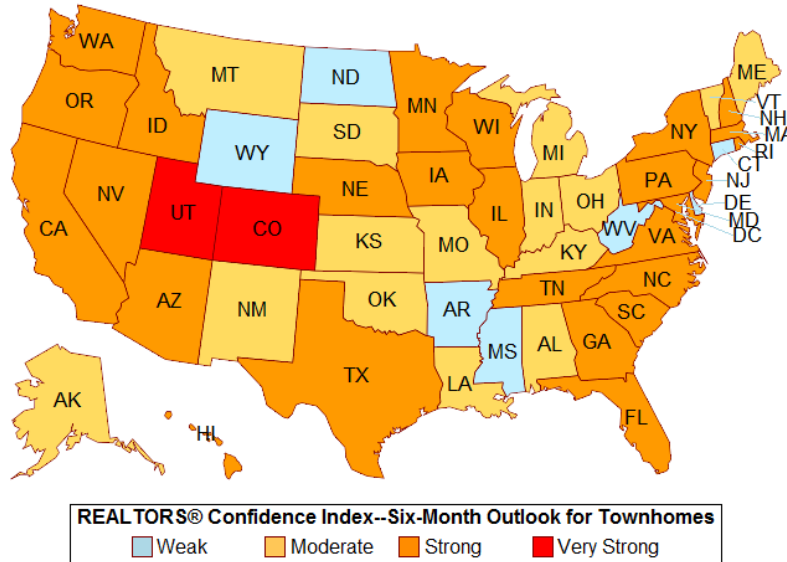 WA
MT
ND
ME
MN
VT
OR
NH
ID
SD
WI
NY
MA
WY
MI
RI
CT
IA
PA
NJ
NE
NV
OH
DE
IL
IN
UT
MD
CO
WV
CA
VA
DC
KS
MO
KY
NC
TN
AZ
OK
NM
AR
SC
MS
AL
GA
TX
LA
AK
FL
HI
REALTORS® Confidence Index--Six-Month Outlook for Townhomes
Weak Moderate Strong Very Strong